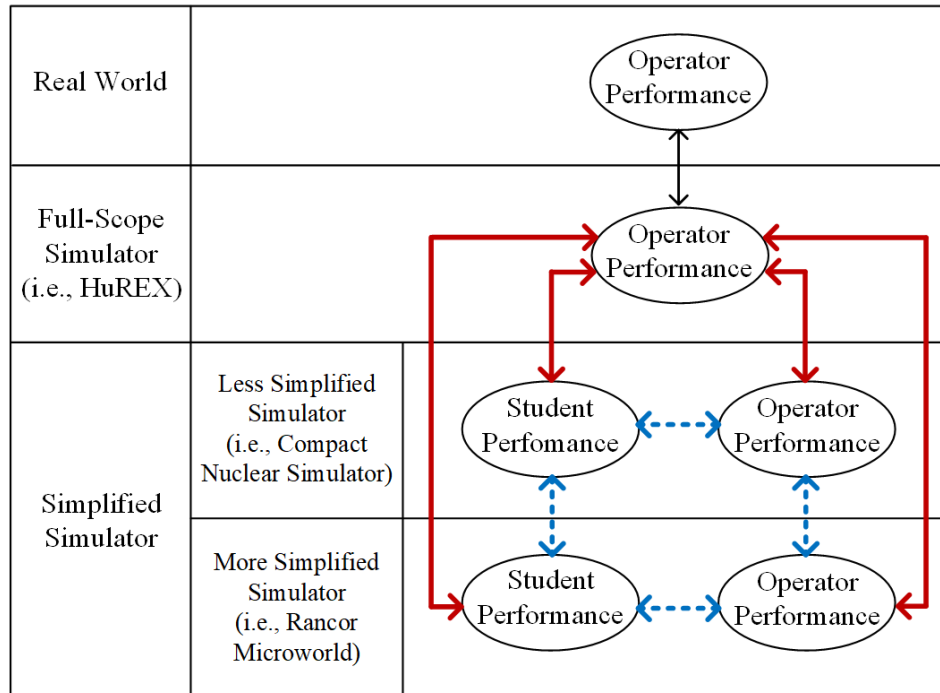 Real World
Operator
Performance
Full-Scope
Simulator
(i.e., HuREX)
Operator
Performance
Simplified
Simulator
Less Simplified
Simulator
(i.e., Compact
Nuclear Simulator)
Student
Perfomance
Operator
Performance
More Simplified
Simulator
(i.e., Rancor
Microworld)
Student
Performance
Operator
Performance